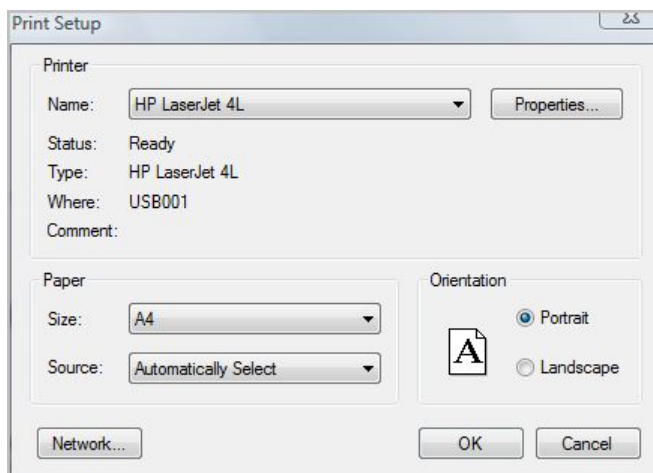 Print Setup
Printer
Name: HP LaserJet 4L Properties...
Status: Ready
Type: HP LaserJet 4L
Where: USB001
Comment:
Paper Orientation
Size: A4 Portrait
A
Source: Automatically Select Landscape
Network... OK Cancel